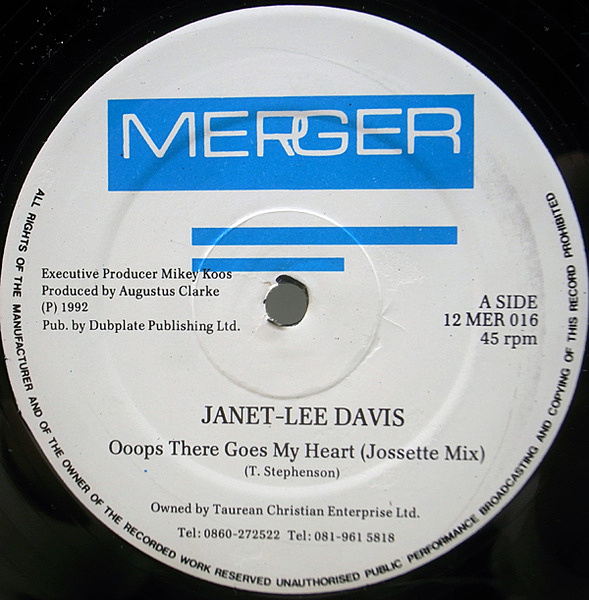 MERGER
Executive Producer Mikey Koos
Produced by Augustus Clarke
(P) 1992
Pub. by Dubplate Publishing Ltd.
A SIDE
12 MER 016
45 rpm
JANET-LEE DAVIS
Ooops There Goes My Heart (Jossette Mix)
(T. Stephenson)
Owned by Taurean Christian Enterprise Ltd.
Tel: 0860-272522 Tel: 081-961 5818
ALL RIGHTS OF THE MANUFACTURER AND OF THE OWNER OF THE RECORDED WORK RESERVED UNAUTHORISED PUBLIC PERFORMANCE BROADCASTING AND COPYING OF THIS RECORD PROHIBITED